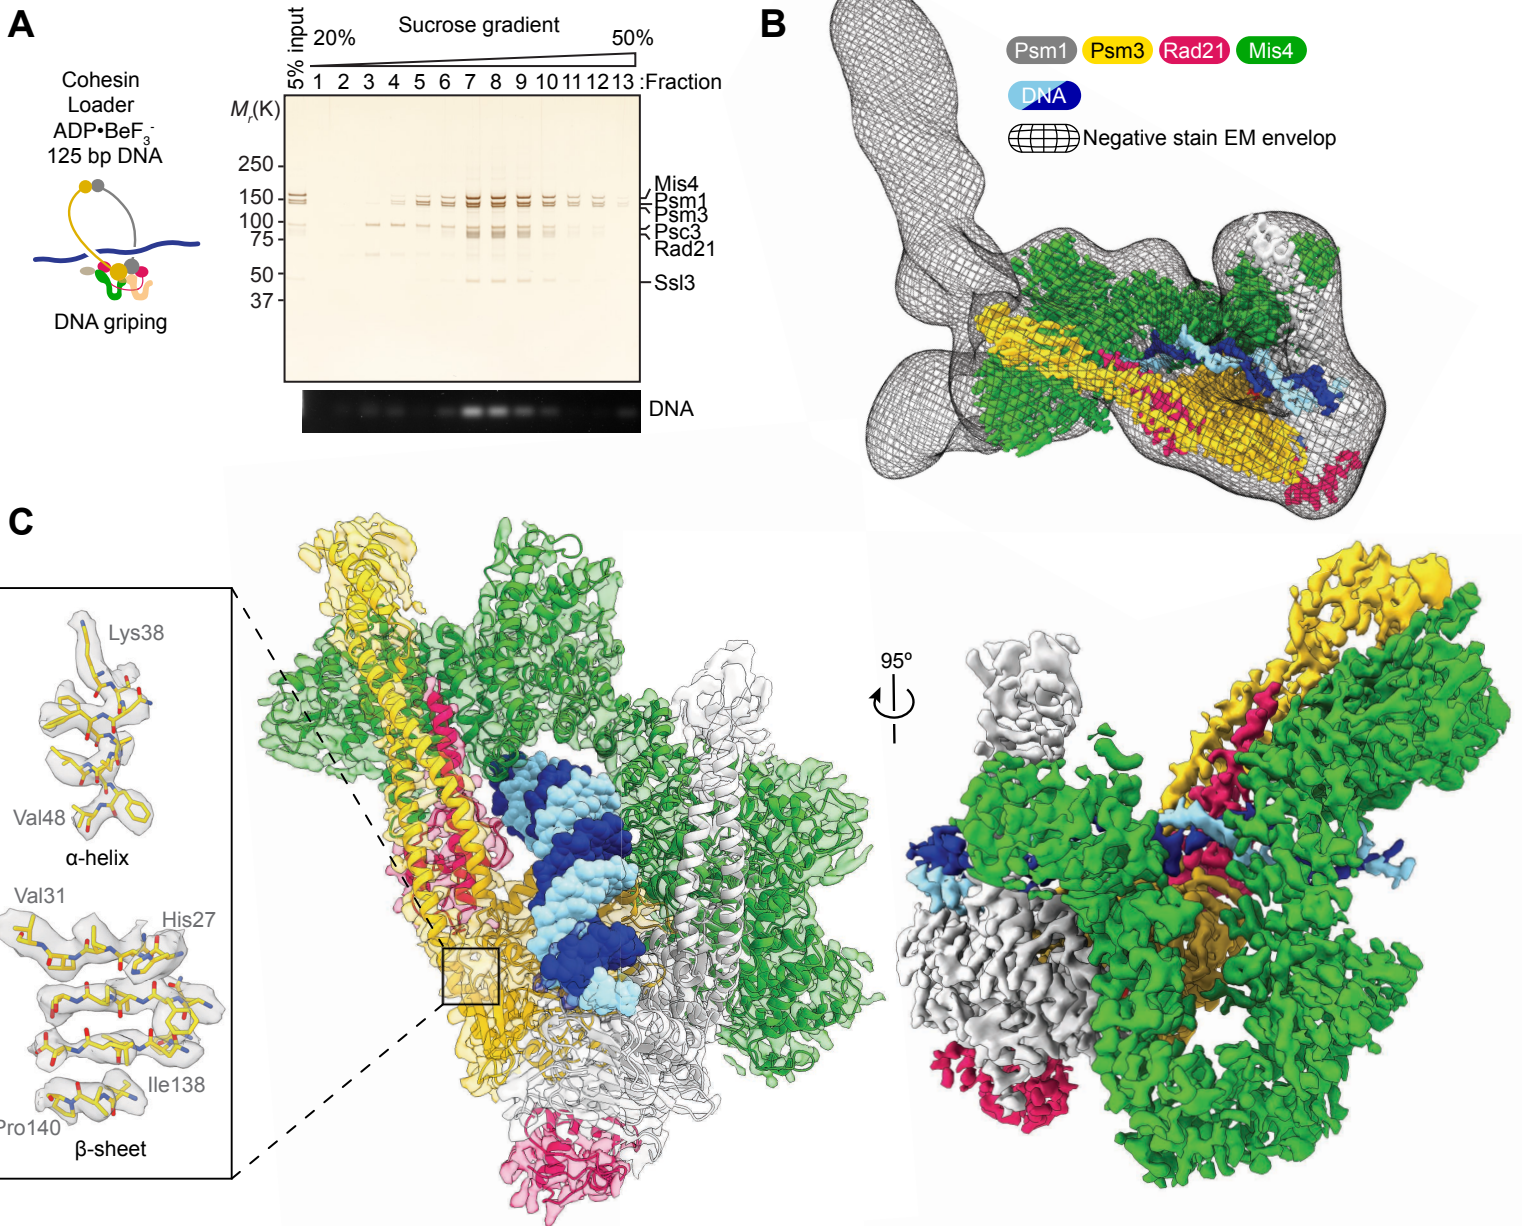 A
Cohesin
Loader
ADP•BeF3-
125 bp DNA
DNA griping
5% input
Sucrose gradient
20%
50%
1 2 3 4 5 6 7 8 9 10 11 12 13 :Fraction
Mr(K)
250
150
100
75
50
37
Mis4
Psm1
Psm3
Psc3
Rad21
Ssl3
DNA
B
Psm1 Psm3 Rad21 Mis4
DNA
Negative stain EM envelop
C
Lys38
Val48
α-helix
Val31
His27
Ile138
Pro140
β-sheet
95º